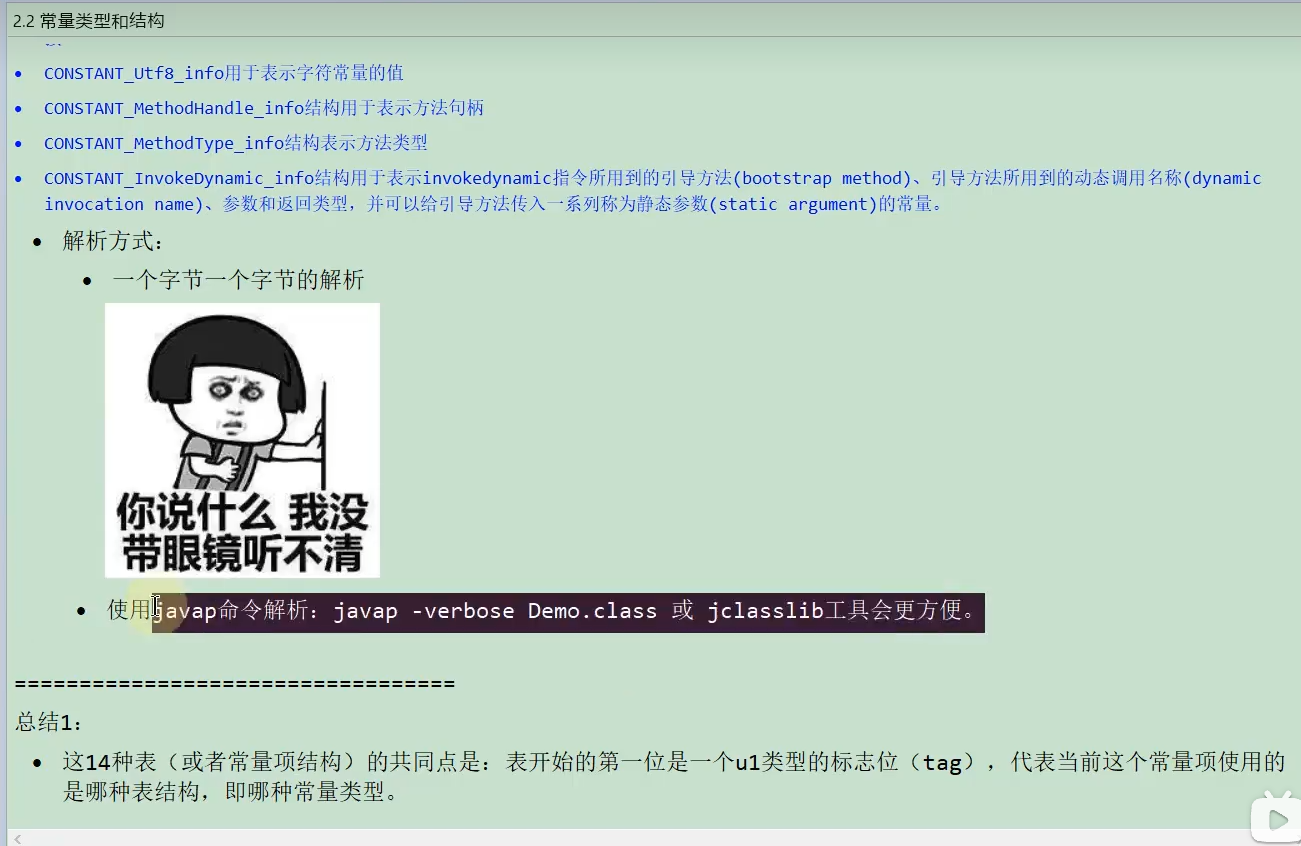 2.2 常量类型和结构
CONSTANT_Utf8_info用于表示字符常量的值
CONSTANT_MethodHandle_info结构用于表示方法句柄
CONSTANT_MethodType_info结构表示方法类型
CONSTANT_InvokeDynamic_info结构用于表示invokedynamic指令所用到的引导方法(bootstrap method)、引导方法所用到的动态调用名称(dynamic
invocation name)、参数和返回类型，并可以给引导方法传入一系列称为静态参数(static argument)的常量。
解析方式：
一个字节一个字节的解析
你说什么 我没
带眼镜听不清
使用javap命令解析：javap -verbose Demo.class 或 jclasslib工具会更方便。
==================================
总结1：
这14种表（或者常量项结构）的共同点是：表开始的第一位是一个u1类型的标志位（tag），代表当前这个常量项使用的
是哪种表结构，即哪种常量类型。